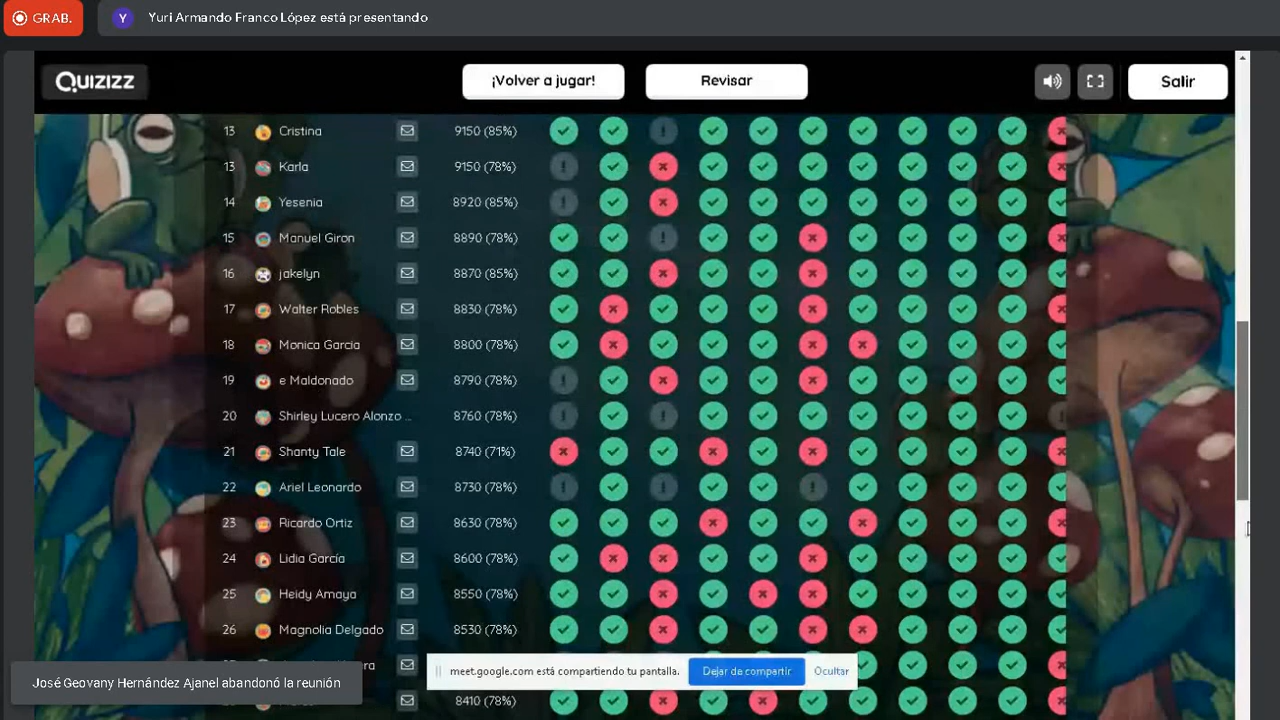 GRAB.
Y
Yuri Armando Franco López está presentando
Quizizz
¡Volver a jugar!
Revisar
Salir
13 Cristina 9150 (85%)
13 Karla 9150 (78%)
14 Yesenia 8920 (85%)
15 Manuel Giron 8890 (78%)
16 jakelyn 8870 (85%)
17 Walter Robles 8830 (78%)
18 Monica Garcia 8800 (78%)
19 e Maldonado 8790 (78%)
20 Shirley Lucero Alonzo ... 8760 (78%)
21 Shanty Tale 8740 (71%)
22 Ariel Leonardo 8730 (78%)
23 Ricardo Ortiz 8630 (78%)
24 Lidia García 8600 (78%)
25 Heidy Amaya 8550 (78%)
26 Magnolia Delgado 8530 (78%)
meet.google.com está compartiendo tu pantalla.
Dejar de compartir
Ocultar
José Geovany Hernández Ajanel abandonó la reunión
8410 (78%)